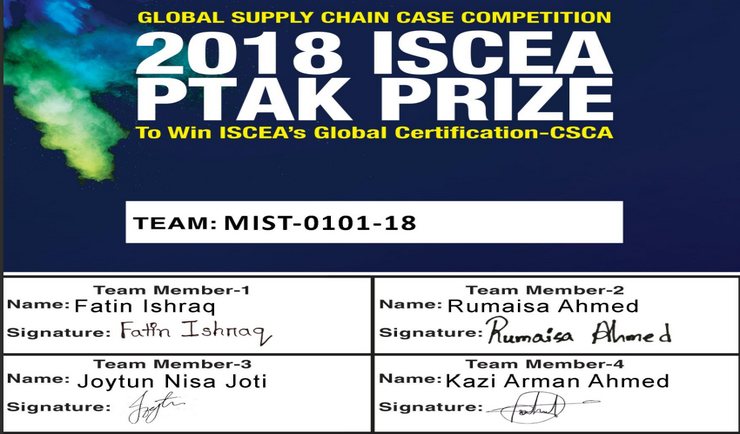 GLOBAL SUPPLY CHAIN CASE COMPETITION
2018 ISCEA
PTAK PRIZE
To Win ISCEA's Global Certification-CSCA
TEAM: MIST-0101-18
Team Member-1
Name: Fatin Ishraq
Signature: Fatin Ishraq
Team Member-2
Name: Rumaisa Ahmed
Signature: Rumaisa Ahmed
Team Member-3
Name: Joytun Nisa Joti
Signature:
Team Member-4
Name: Kazi Arman Ahmed
Signature: